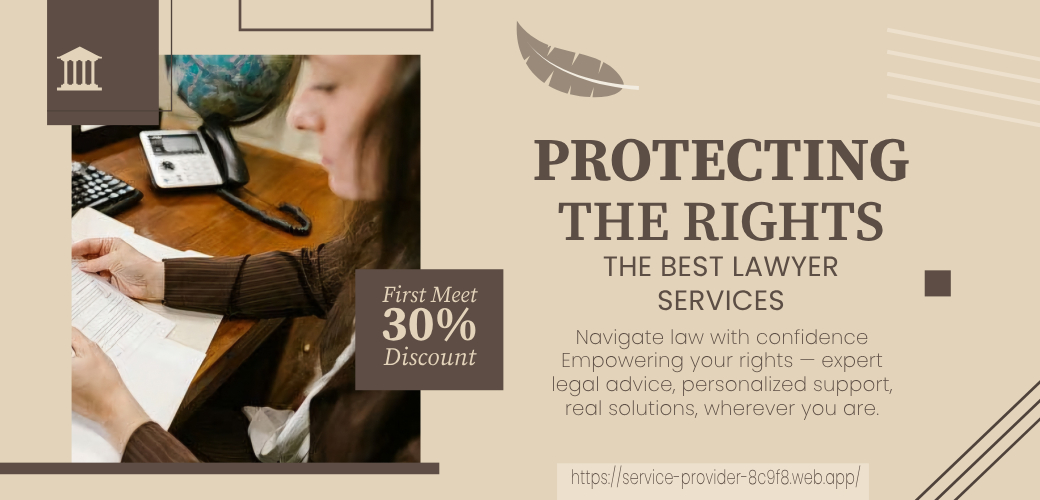 First Meet
30%
Discount
PROTECTING
THE RIGHTS
THE BEST LAWYER
SERVICES
Navigate law with confidence
Empowering your rights — expert
legal advice, personalized support,
real solutions, wherever you are.
https://service-provider-8c9f8.web.app/